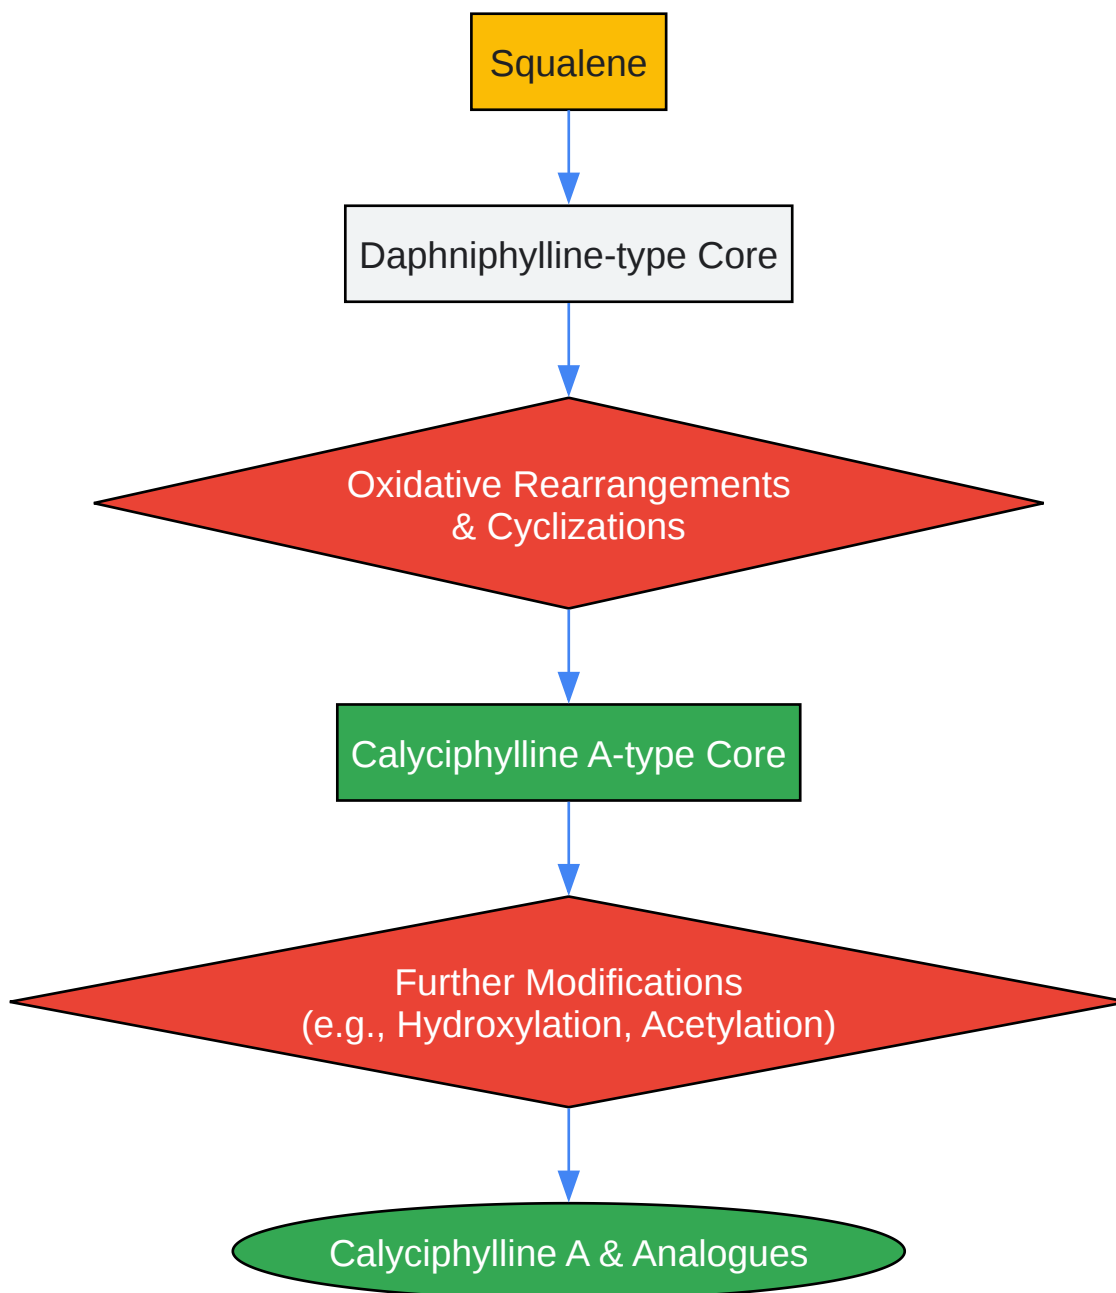 Squalene
Daphniphylline-type Core
Oxidative Rearrangements
& Cyclizations
Calyciphylline A-type Core
Further Modifications
(e.g., Hydroxylation, Acetylation)
Calyciphylline A & Analogues